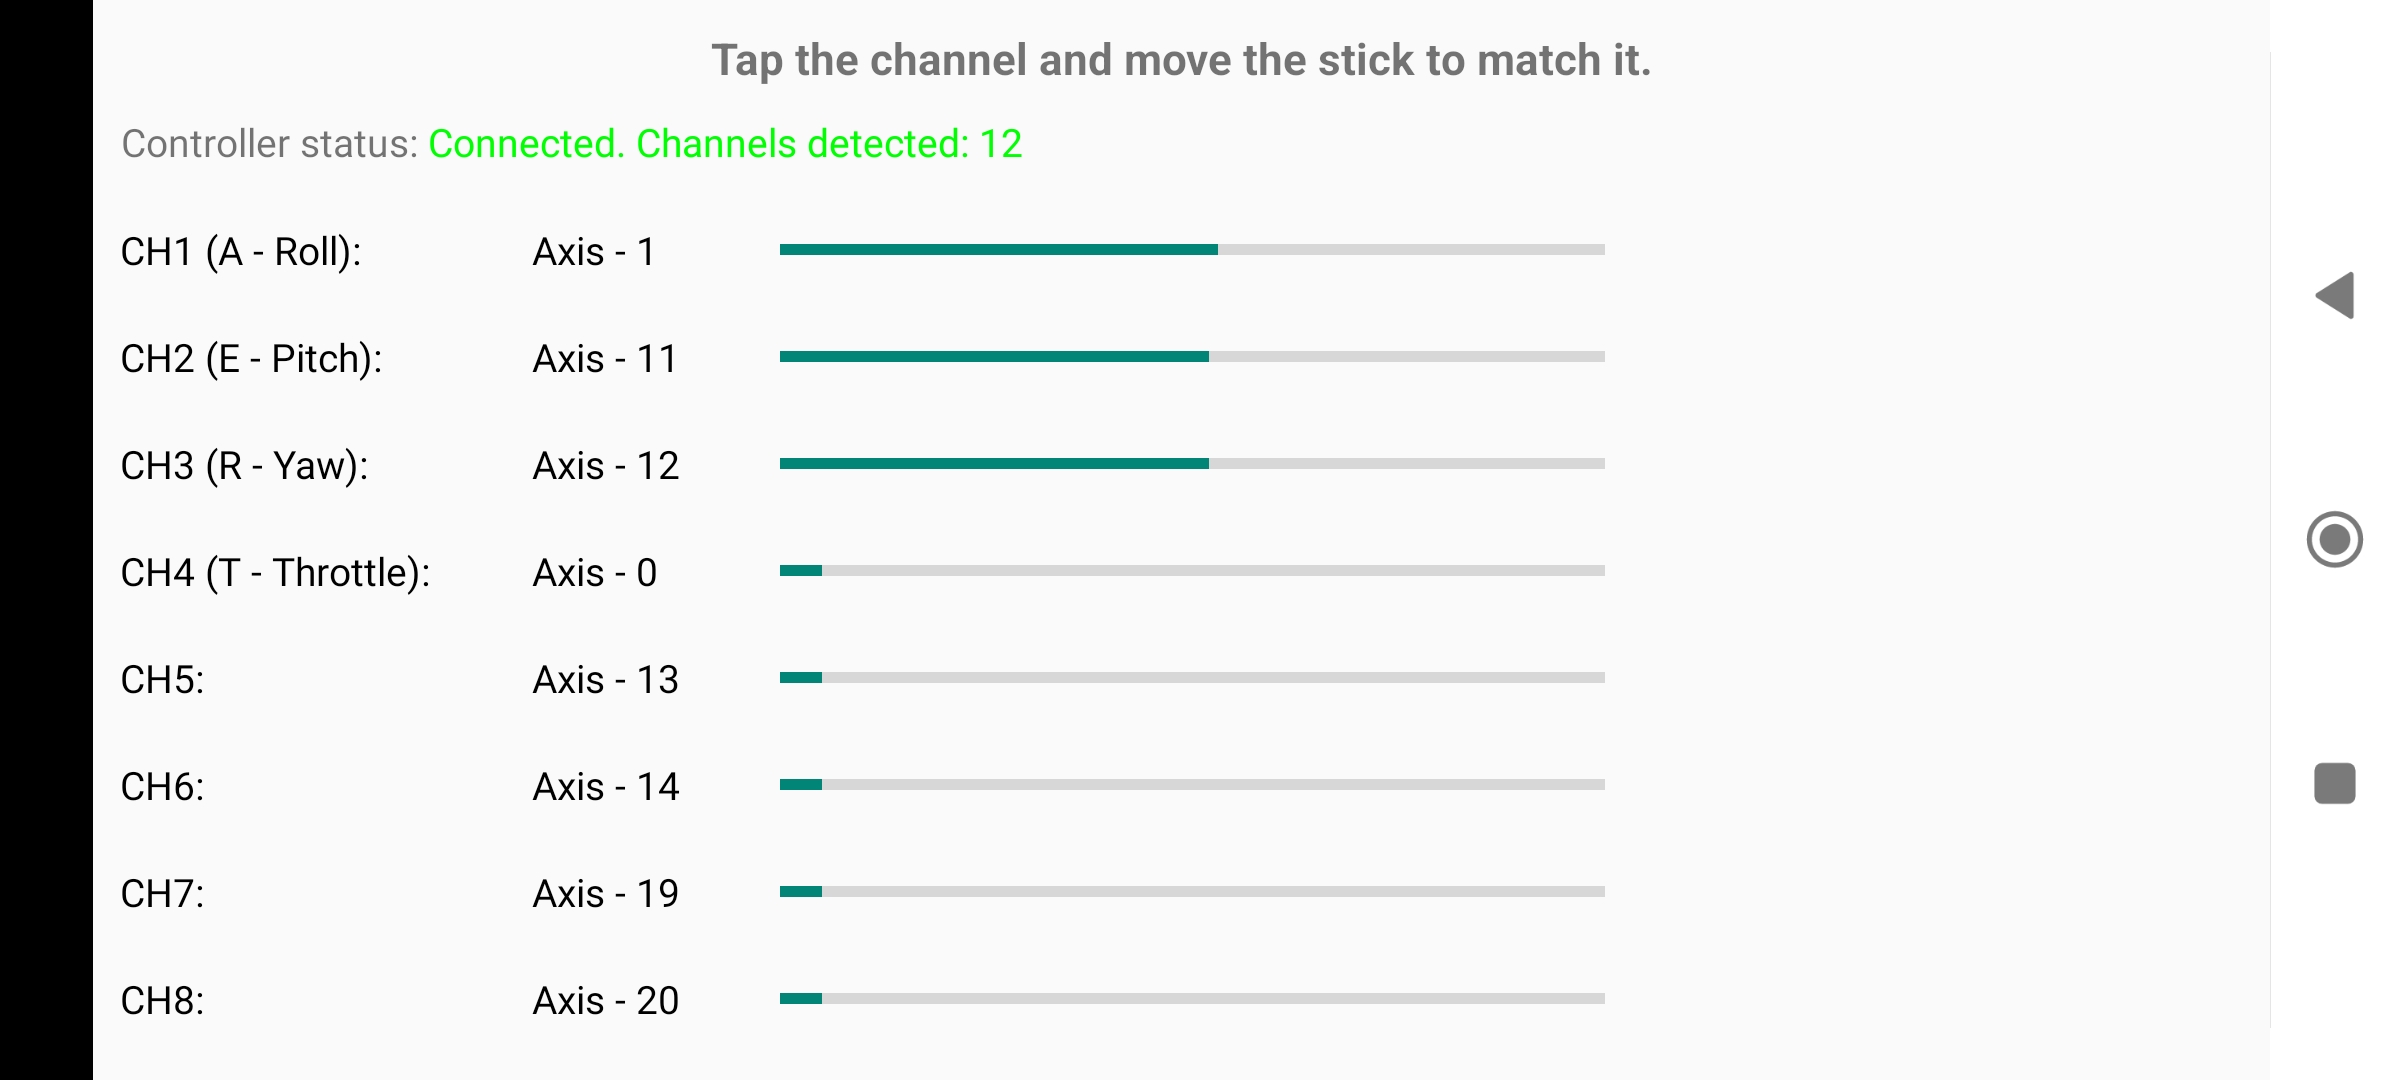 Tap the channel and move the stick to match it.
Controller status: Connected. Channels detected: 12
CH1 (A - Roll): Axis - 1
CH2 (E - Pitch): Axis - 11
CH3 (R - Yaw): Axis - 12
CH4 (T - Throttle): Axis - 0
CH5: Axis - 13
CH6: Axis - 14
CH7: Axis - 19
CH8: Axis - 20